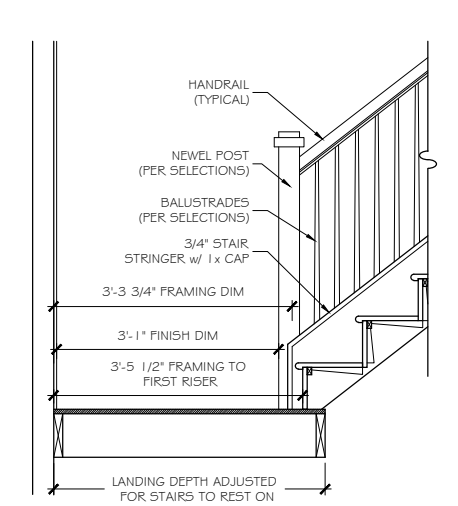 HANDRAIL
(TYPICAL)
NEWEL POST
(PER SELECTIONS)
BALUSTRADES
(PER SELECTIONS)
3/4" STAIR
STRINGER w/ 1x CAP
3'-3 3/4" FRAMING DIM
3'-1" FINISH DIM
3'-5 1/2" FRAMING TO
FIRST RISER
LANDING DEPTH ADJUSTED
FOR STAIRS TO REST ON